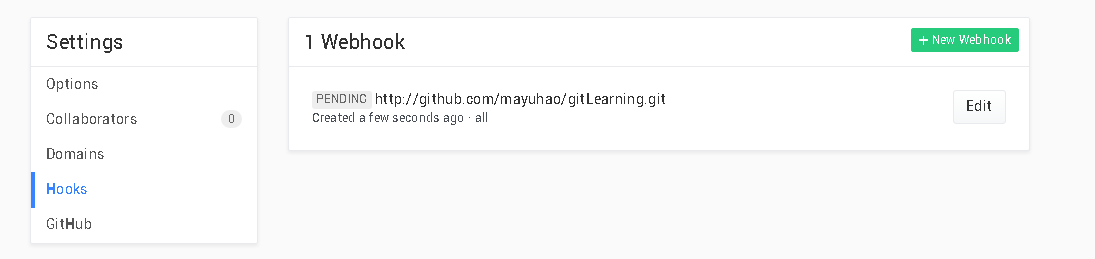 Settings
Options
Collaborators 0
Domains
Hooks
GitHub
1 Webhook
+ New Webhook
PENDING http://github.com/mayuhao/gitLearning.git
Created a few seconds ago · all
Edit